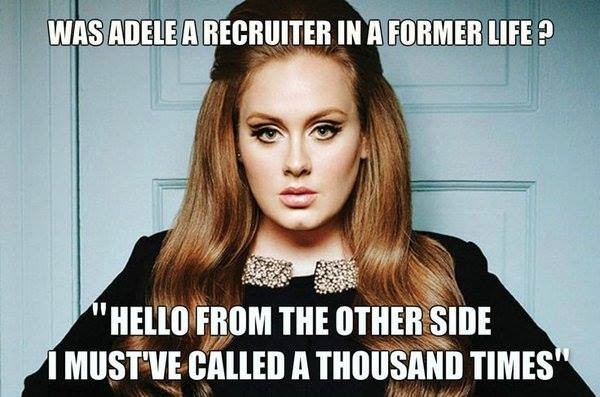 WAS ADELE A RECRUITER IN A FORMER LIFE ?
"HELLO FROM THE OTHER SIDE
I MUST'VE CALLED A THOUSAND TIMES"